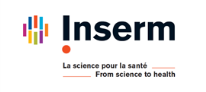 Inserm
La science pour la santé
From science to health